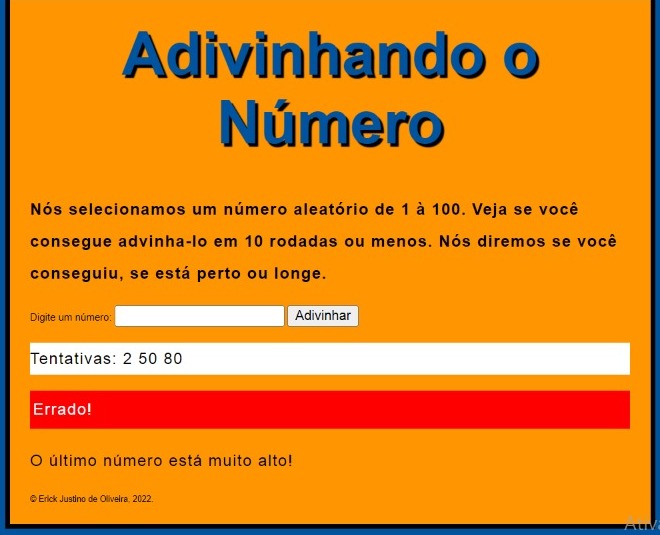 Adivinhando o
Número
Nós selecionamos um número aleatório de 1 à 100. Veja se você
consegue advinha-lo em 10 rodadas ou menos. Nós diremos se você
conseguiu, se está perto ou longe.
Digite um número: Adivinhar
Tentativas: 2 50 80
Errado!
O último número está muito alto!
© Erick Justino de Oliveira. 2022.